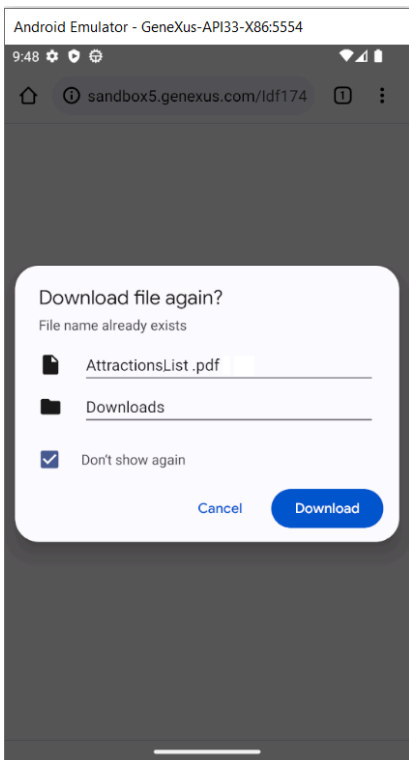 Android Emulator - GeneXus-API33-X86:5554
9:48
sandbox5.genexus.com/ldf174
1
Download file again?
File name already exists
AttractionsList .pdf
Downloads
Don't show again
Cancel
Download